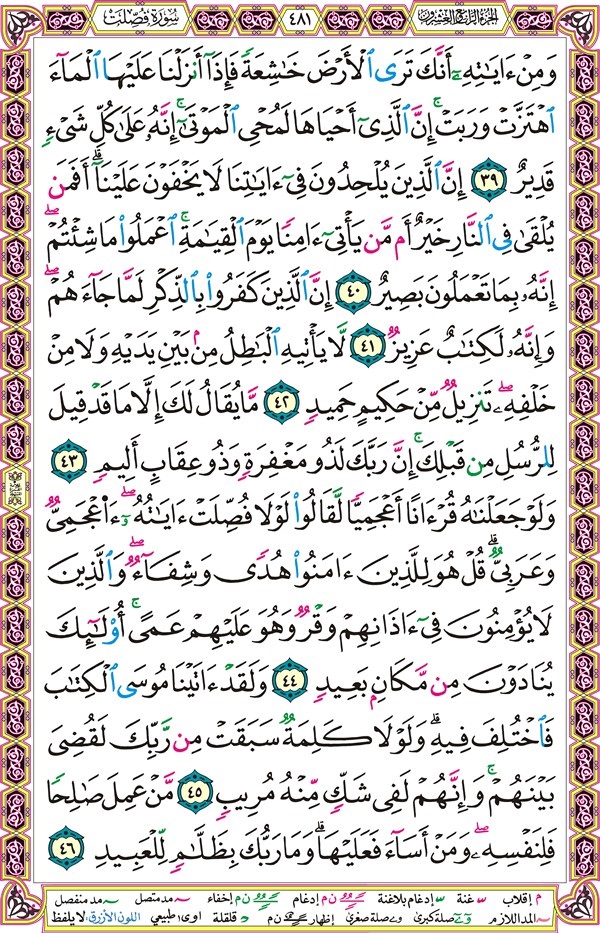 الجزء الرابع والعشرون
٤٨١
سورة فصلت
وَمِنْ ءَايَٰتِهِۦٓ أَنَّكَ تَرَى ٱلْأَرْضَ خَٰشِعَةً فَإِذَآ أَنزَلْنَا عَلَيْهَا ٱلْمَآءَ
ٱهْتَزَّتْ وَرَبَتْ ۚ إِنَّ ٱلَّذِىٓ أَحْيَاهَا لَمُحْىِ ٱلْمَوْتَىٰٓ ۚ إِنَّهُۥ عَلَىٰ كُلِّ شَىْءٍ
قَدِيرٌ ٣٩ إِنَّ ٱلَّذِينَ يُلْحِدُونَ فِىٓ ءَايَٰتِنَا لَا يَخْفَوْنَ عَلَيْنَآ ۗ أَفَمَن
يُلْقَىٰ فِى ٱلنَّارِ خَيْرٌ أَم مَّن يَأْتِىٓ ءَامِنًا يَوْمَ ٱلْقِيَٰمَةِ ۚ ٱعْمَلُوا۟ مَا شِئْتُمْ ۖ
إِنَّهُۥ بِمَا تَعْمَلُونَ بَصِيرٌ ٤٠ إِنَّ ٱلَّذِينَ كَفَرُوا۟ بِٱلذِّكْرِ لَمَّا جَآءَهُمْ ۖ
وَإِنَّهُۥ لَكِتَٰبٌ عَزِيزٌ ٤١ لَّا يَأْتِيهِ ٱلْبَٰطِلُ مِنۢ بَيْنِ يَدَيْهِ وَلَا مِنْ
خَلْفِهِۦ ۖ تَنزِيلٌ مِّنْ حَكِيمٍ حَمِيدٍ ٤٢ مَّا يُقَالُ لَكَ إِلَّا مَا قَدْ قِيلَ
لِلرُّسُلِ مِن قَبْلِكَ ۚ إِنَّ رَبَّكَ لَذُو مَغْفِرَةٍ وَذُو عِقَابٍ أَلِيمٍ ٤٣
وَلَوْ جَعَلْنَٰهُ قُرْءَانًا أَعْجَمِيًّا لَّقَالُوا۟ لَوْلَا فُصِّلَتْ ءَايَٰتُهُۥٓ ۖ ءَا۬عْجَمِىٌّ
وَعَرَبِىٌّ ۗ قُلْ هُوَ لِلَّذِينَ ءَامَنُوا۟ هُدًى وَشِفَآءٌ ۖ وَٱلَّذِينَ
لَا يُؤْمِنُونَ فِىٓ ءَاذَانِهِمْ وَقْرٌ وَهُوَ عَلَيْهِمْ عَمًى ۚ أُو۟لَٰٓئِكَ
يُنَادَوْنَ مِن مَّكَانٍۭ بَعِيدٍ ٤٤ وَلَقَدْ ءَاتَيْنَا مُوسَى ٱلْكِتَٰبَ
فَٱخْتُلِفَ فِيهِ ۗ وَلَوْلَا كَلِمَةٌ سَبَقَتْ مِن رَّبِّكَ لَقُضِىَ
بَيْنَهُمْ ۚ وَإِنَّهُمْ لَفِى شَكٍّ مِّنْهُ مُرِيبٍ ٤٥ مَّنْ عَمِلَ صَٰلِحًا
فَلِنَفْسِهِۦ ۖ وَمَنْ أَسَآءَ فَعَلَيْهَا ۗ وَمَا رَبُّكَ بِظَلَّٰمٍ لِّلْعَبِيدِ ٤٦
م إقلاب غنة إدغام بلاغنة ن م إدغام ن م إخفاء مد متصل مد منفصل
المد اللازم صلة كبرى صلة صغرى إظهار ن م قلقلة اوى طبيعي اللون الأزرق: لا يلفظ